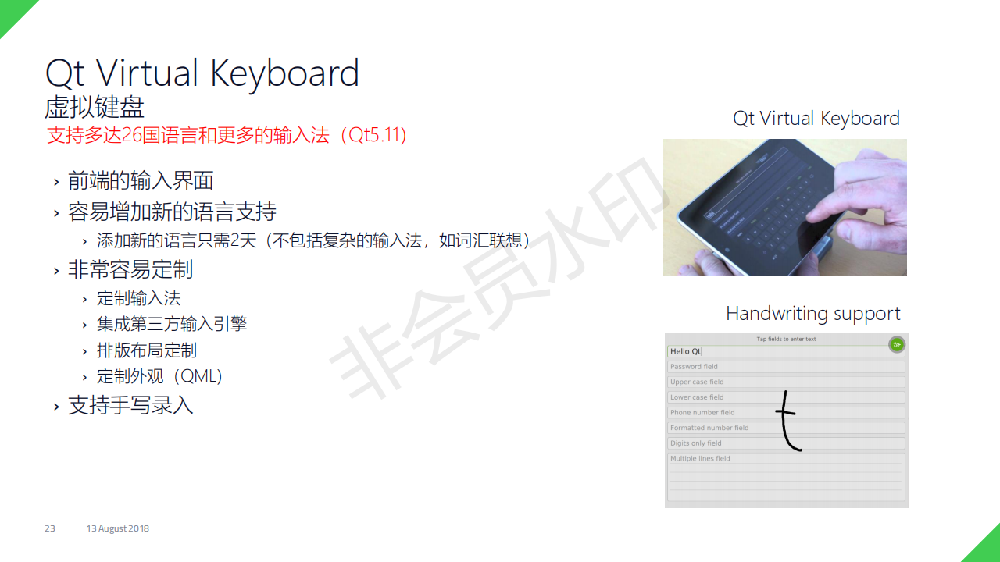 Qt Virtual Keyboard
虚拟键盘
支持多达26国语言和更多的输入法（Qt5.11)
› 前端的输入界面
› 容易增加新的语言支持
› 添加新的语言只需2天（不包括复杂的输入法，如词汇联想）
› 非常容易定制
› 定制输入法
› 集成第三方输入引擎
› 排版布局定制
› 定制外观（QML)
› 支持手写录入
Qt Virtual Keyboard
Handwriting support
Tap fields to enter text
Hello Qt
Password field
Upper case field
Lower case field
Phone number field
Formatted number field
Digits only field
Multiple lines field
t
非会员水印
23 13 August 2018